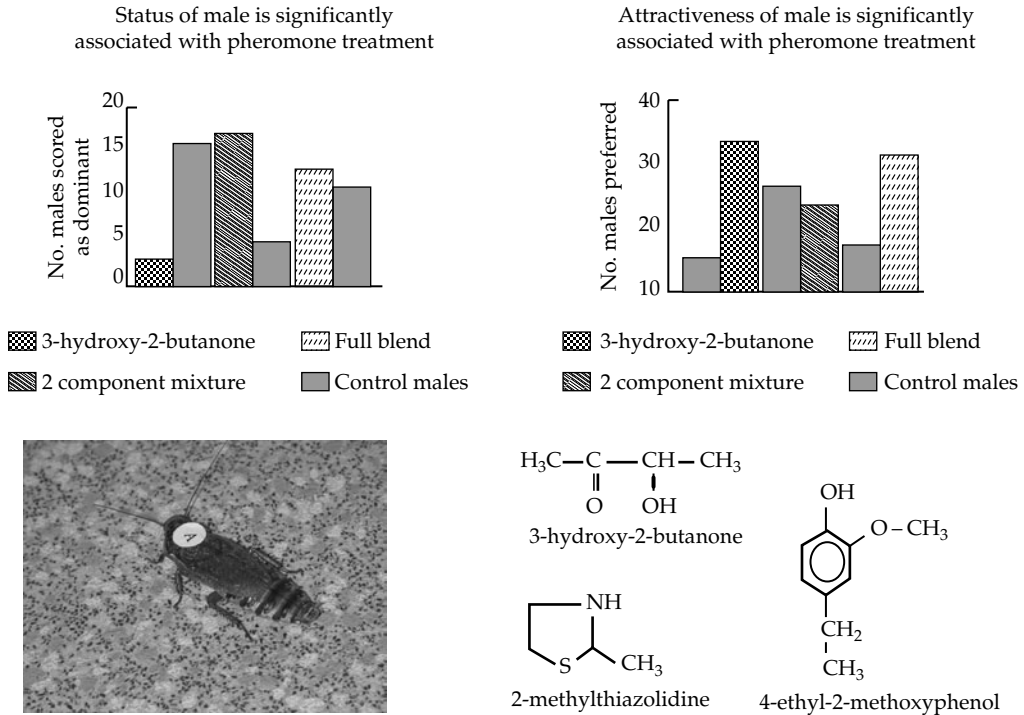 Status of male is significantly
associated with pheromone treatment
No. males scored
as dominant
20
15
10
5
0
3-hydroxy-2-butanone
Full blend
2 component mixture
Control males
Attractiveness of male is significantly
associated with pheromone treatment
No. males preferred
40
30
20
10
3-hydroxy-2-butanone
Full blend
2 component mixture
Control males
A
H₃C C CH CH₃
O OH
3-hydroxy-2-butanone
NH
S CH₃
2-methylthiazolidine
OH
O – CH₃
CH₂
CH₃
4-ethyl-2-methoxyphenol